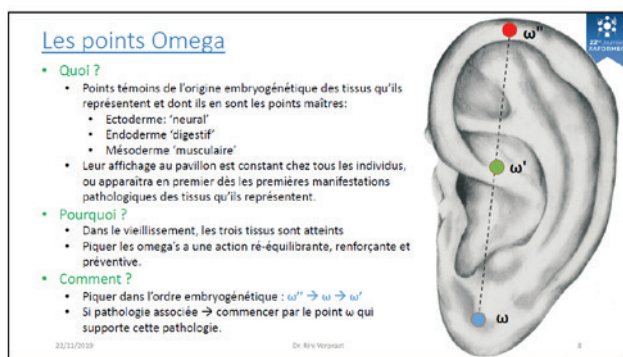 Les points Omega
• Quoi ?
• Points témoins de l'origine embryogénétique des tissus qu'ils
représentent et dont ils en sont les points maîtres:
• Ectoderme: 'neural'
• Endoderme 'digestif'
• Mésoderme 'musculaire'
• Leur affichage au pavillon est constant chez tous les individus,
ou apparaîtra en premier dès les premières manifestations
pathologiques des tissus qu'ils représentent.
• Pourquoi ?
• Dans le vieillissement, les trois tissus sont atteints
• Piquer les omega's a une action ré-équilibrante, renforçante et
préventive.
• Comment ?
• Piquer dans l'ordre embryogénétique : ω'' → ω → ω'
• Si pathologie associée → commencer par le point ω qui
supporte cette pathologie.
ω''
ω'
ω
22/11/2019
8